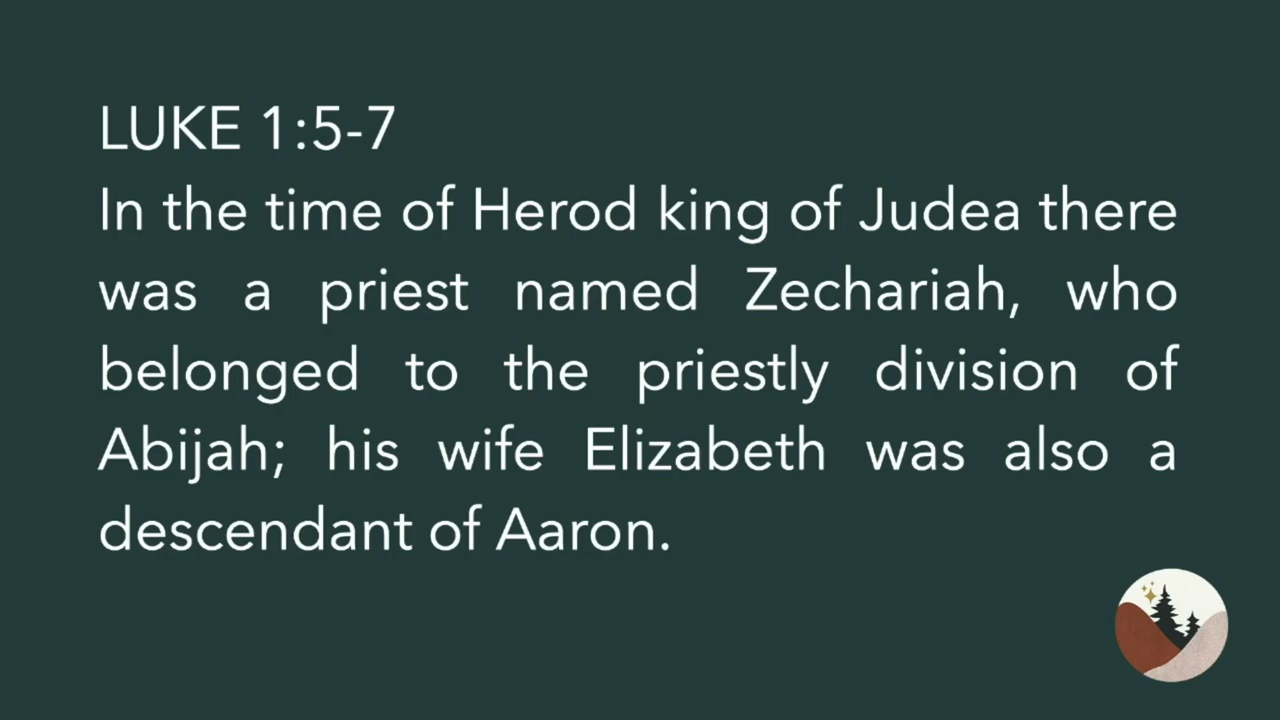 LUKE 1:5-7
In the time of Herod king of Judea there
was a priest named Zechariah, who
belonged to the priestly division of
Abijah; his wife Elizabeth was also a
descendant of Aaron.